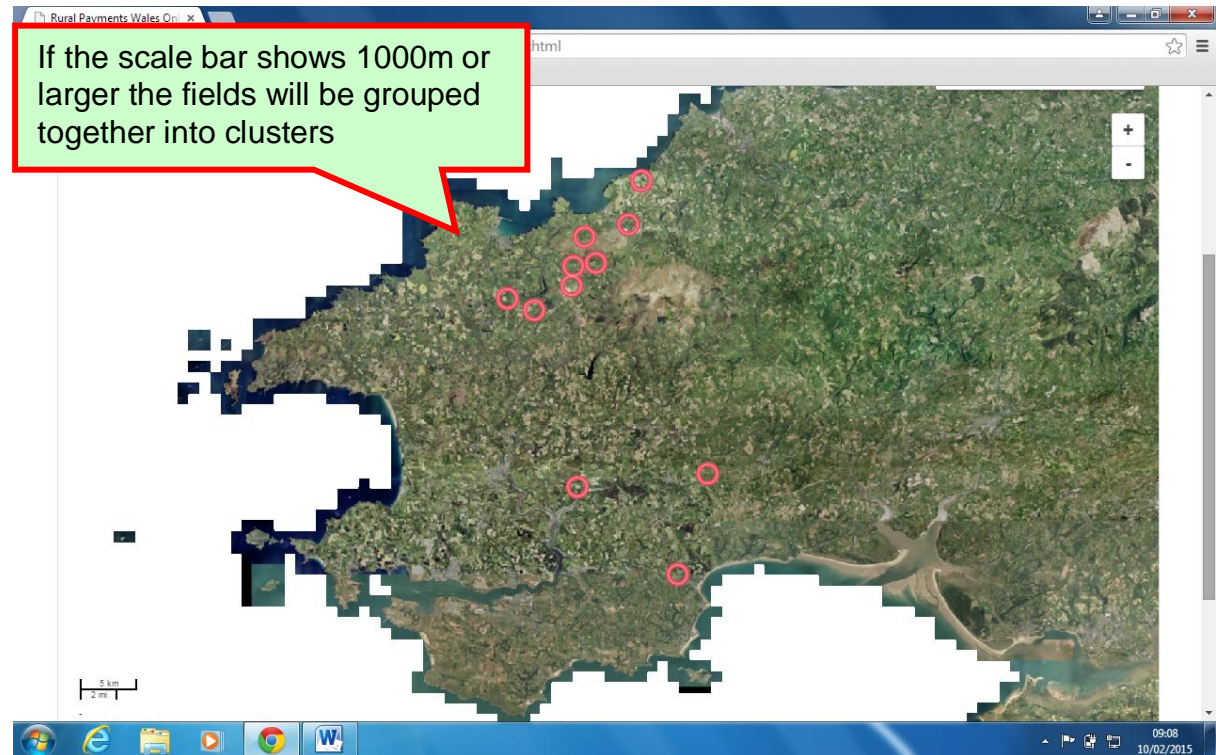 Rural Payments Wales Onl
If the scale bar shows 1000m or
larger the fields will be grouped
together into clusters
html
+
-
5 km
2 mi
09:08
10/02/2015